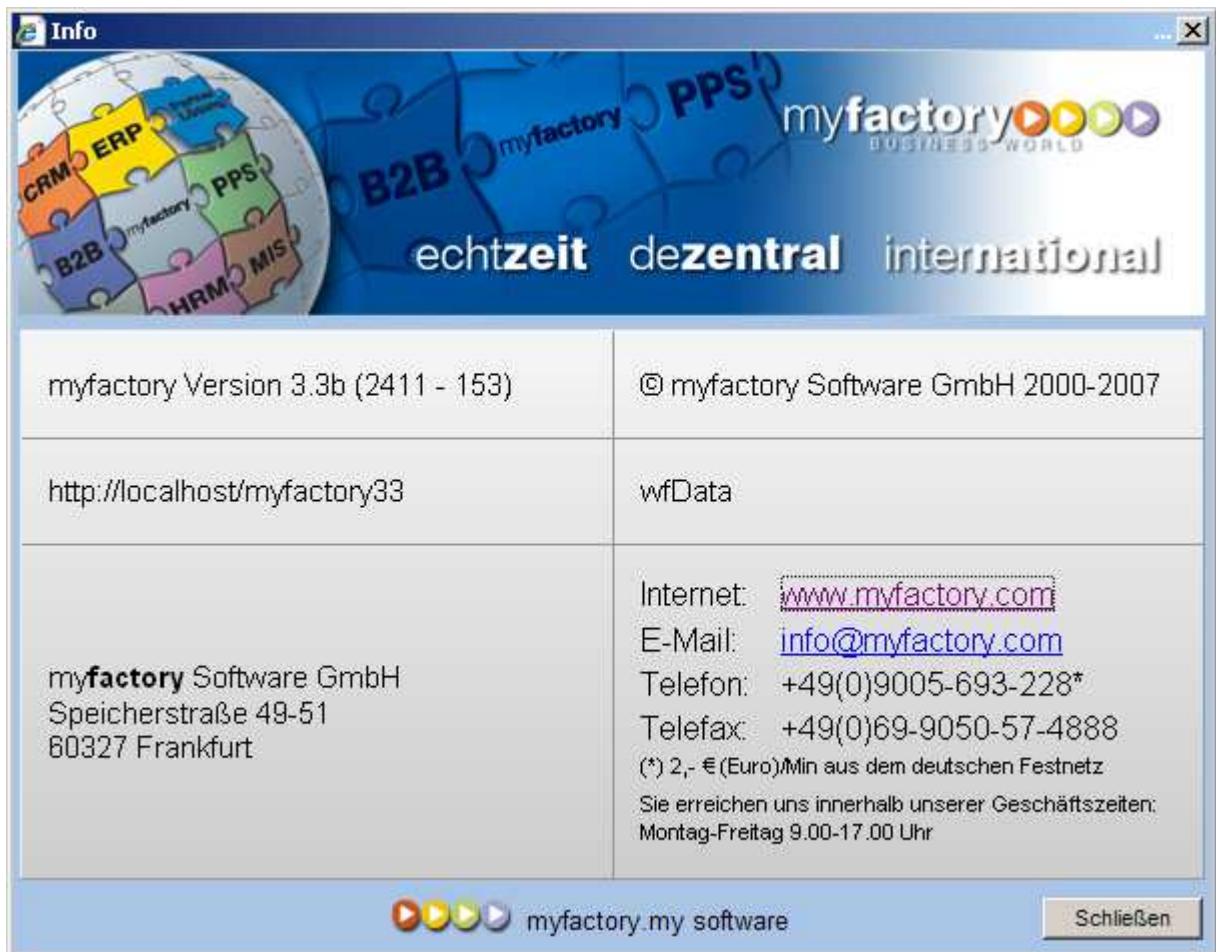 Info
...
CRM
ERP
PPS
myfactory
B2B
MIS
HRM
B2B
myfactory
PPS
myfactory
BUSINESS WORLD
echtzeit dezentral international
myfactory Version 3.3b (2411 - 153)
© myfactory Software GmbH 2000-2007
http://localhost/myfactory33
wfData
myfactory Software GmbH
Speicherstraße 49-51
60327 Frankfurt
Internet: www.myfactory.com
E-Mail: info@myfactory.com
Telefon: +49(0)9005-693-228*
Telefax: +49(0)69-9050-57-4888
(*) 2,- € (Euro)/Min aus dem deutschen Festnetz
Sie erreichen uns innerhalb unserer Geschäftszeiten:
Montag-Freitag 9.00-17.00 Uhr
myfactory.my software
Schließen